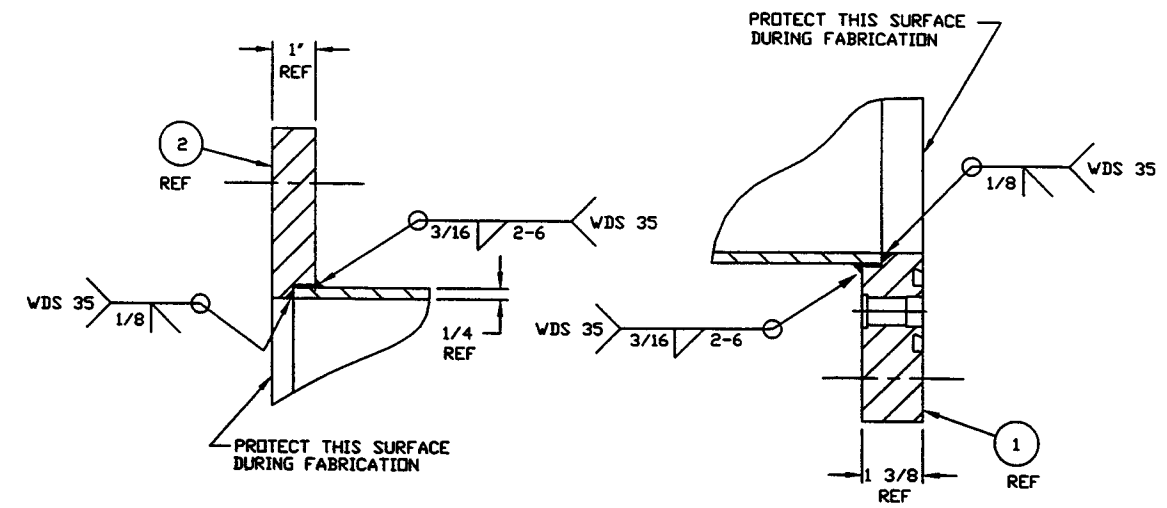 1"
REF
2
REF
3/16
2-6
WDS 35
WDS 35
1/8
1/4
REF
PROTECT THIS SURFACE
DURING FABRICATION
PROTECT THIS SURFACE
DURING FABRICATION
1/8
WDS 35
WDS 35
3/16
2-6
1
REF
1 3/8
REF